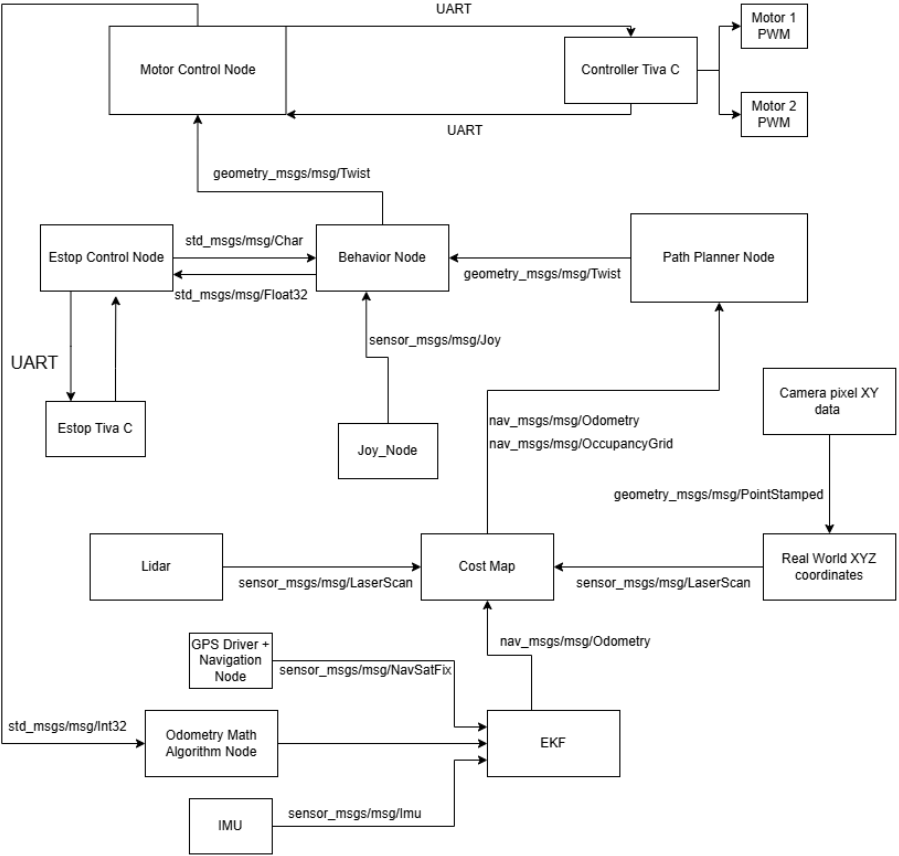 UART
Motor 1
PWM
Motor Control Node
Controller Tiva C
Motor 2
PWM
UART
geometry_msgs/msg/Twist
Estop Control Node
std_msgs/msg/Char
Behavior Node
Path Planner Node
geometry_msgs/msg/Twist
std_msgs/msg/Float32
sensor_msgs/msg/Joy
UART
Camera pixel XY
data
Estop Tiva C
nav_msgs/msg/Odometry
nav_msgs/msg/OccupancyGrid
Joy_Node
geometry_msgs/msg/PointStamped
Lidar
Cost Map
Real World XYZ
coordinates
sensor_msgs/msg/LaserScan
sensor_msgs/msg/LaserScan
nav_msgs/msg/Odometry
GPS Driver +
Navigation
Node
sensor_msgs/msg/NavSatFix
std_msgs/msg/Int32
Odometry Math
Algorithm Node
EKF
IMU
sensor_msgs/msg/Imu